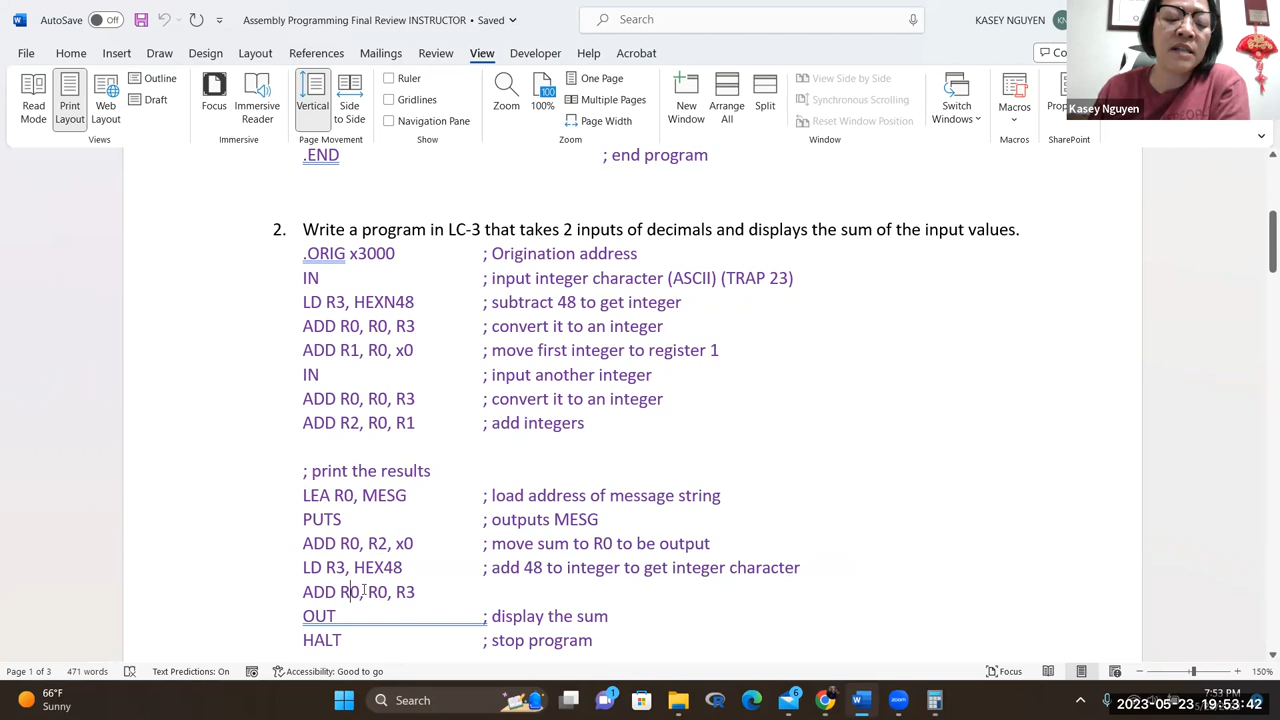 AutoSave Off Assembly Programming Final Review INSTRUCTOR • Saved Search KASEY NGUYEN
File Home Insert Draw Design Layout References Mailings Review View Developer Help Acrobat
Read Mode Print Layout Web Layout Outline Draft Focus Immersive Reader Vertical Side to Side Ruler Gridlines Navigation Pane Zoom 100 100% One Page Multiple Pages Page Width New Window Arrange All Split View Side by Side Synchronous Scrolling Reset Window Position Switch Windows Macros
Views Immersive Page Movement Show Zoom Window Macros SharePoint
Kasey Nguyen
.END ; end program
2. Write a program in LC-3 that takes 2 inputs of decimals and displays the sum of the input values.
.ORIG x3000 ; Origination address
IN ; input integer character (ASCII) (TRAP 23)
LD R3, HEXN48 ; subtract 48 to get integer
ADD R0, R0, R3 ; convert it to an integer
ADD R1, R0, x0 ; move first integer to register 1
IN ; input another integer
ADD R0, R0, R3 ; convert it to an integer
ADD R2, R0, R1 ; add integers
; print the results
LEA R0, MESG ; load address of message string
PUTS ; outputs MESG
ADD R0, R2, x0 ; move sum to R0 to be output
LD R3, HEX48 ; add 48 to integer to get integer character
ADD R0, R0, R3
OUT ; display the sum
HALT ; stop program
Page 1 of 3 471 words Text Predictions: On Accessibility: Good to go Focus 150%
66°F
Sunny
Search
7:53 PM
2023-05-23 19:53:42